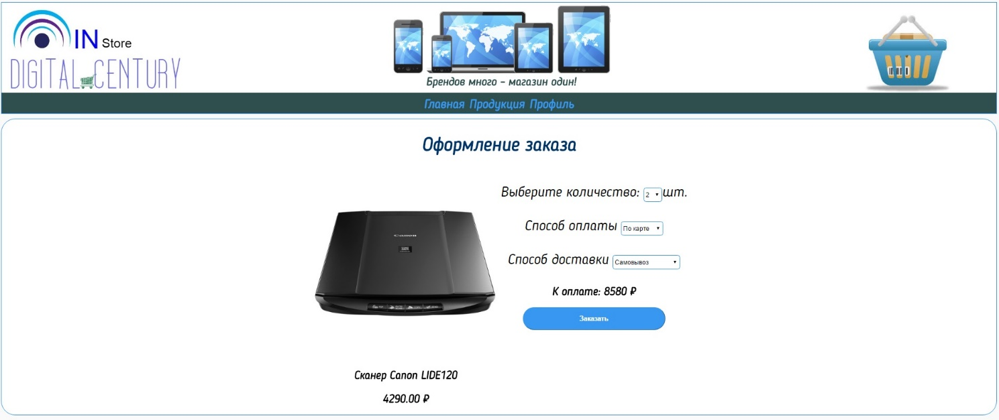 IN Store
DIGITAL CENTURY
Брендов много - магазин один!
Главная Продукция Профиль
Оформление заказа
Выберите количество: 2 шт.
Способ оплаты По карте
Canon
Способ доставки Самовывоз
К оплате: 8580 ₽
Заказать
Сканер Canon LIDE120
4290.00 ₽